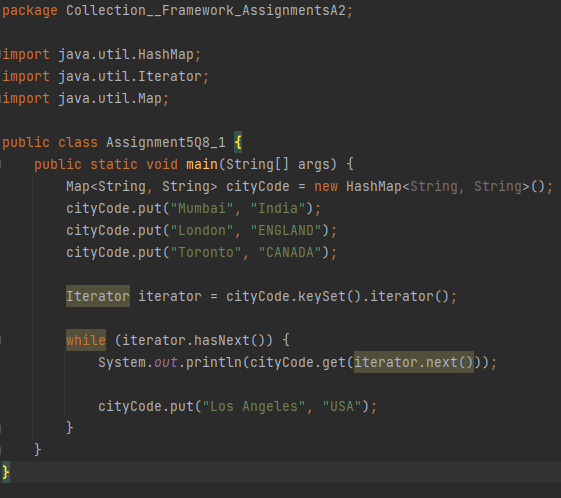 package Collection__Framework_AssignmentsA2;
import java.util.HashMap;
import java.util.Iterator;
import java.util.Map;
public class Assignment5Q8_1 {
public static void main(String[] args) {
Map<String, String> cityCode = new HashMap<String, String>();
cityCode.put("Mumbai", "India");
cityCode.put("London", "ENGLAND");
cityCode.put("Toronto", "CANADA");
Iterator iterator = cityCode.keySet().iterator();
while (iterator.hasNext()) {
System.out.println(cityCode.get(iterator.next()));
cityCode.put("Los Angeles", "USA");
}
}
}